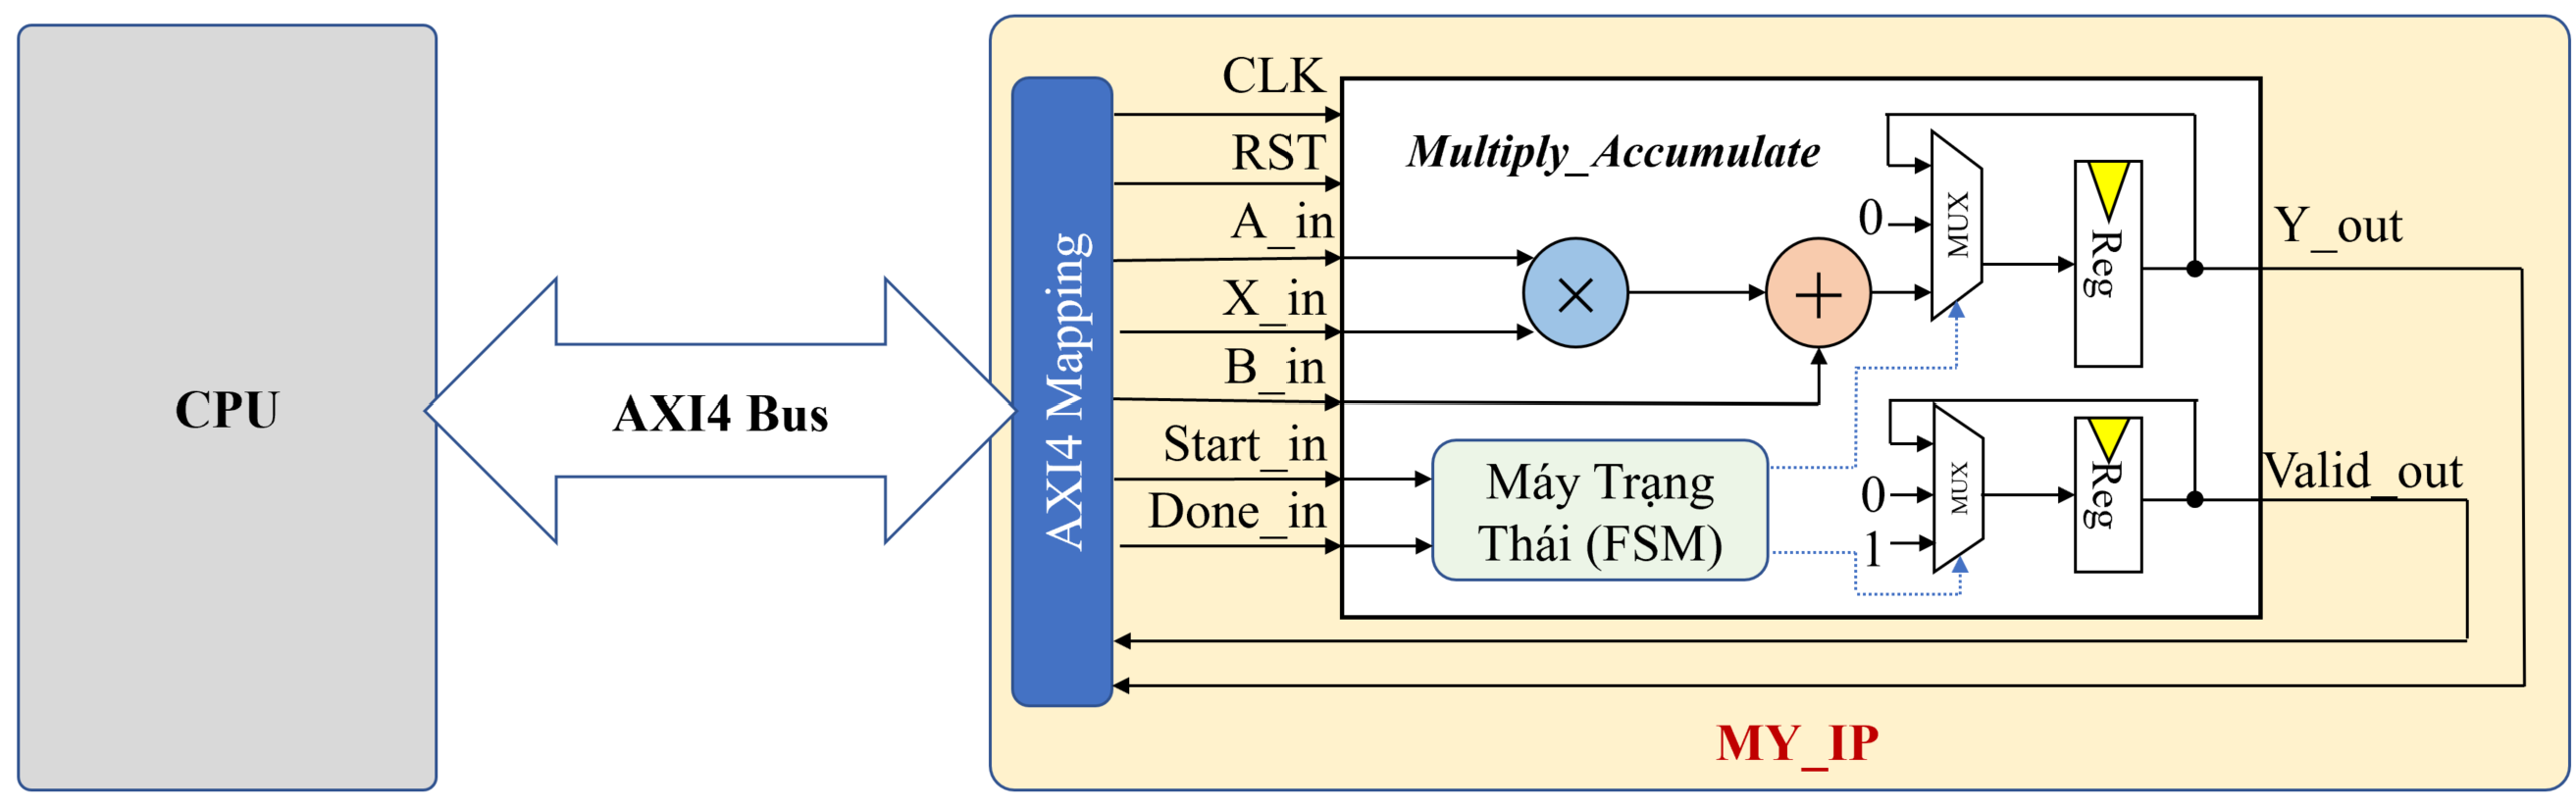 CPU
AXI4 Bus
AXI4 Mapping
CLK
RST
A_in
X_in
B_in
Start_in
Done_in
Multiply_Accumulate
×
+
Máy Trạng
Thái (FSM)
0
MUX
Reg
Y_out
0
1
MUX
Reg
Valid_out
MY_IP